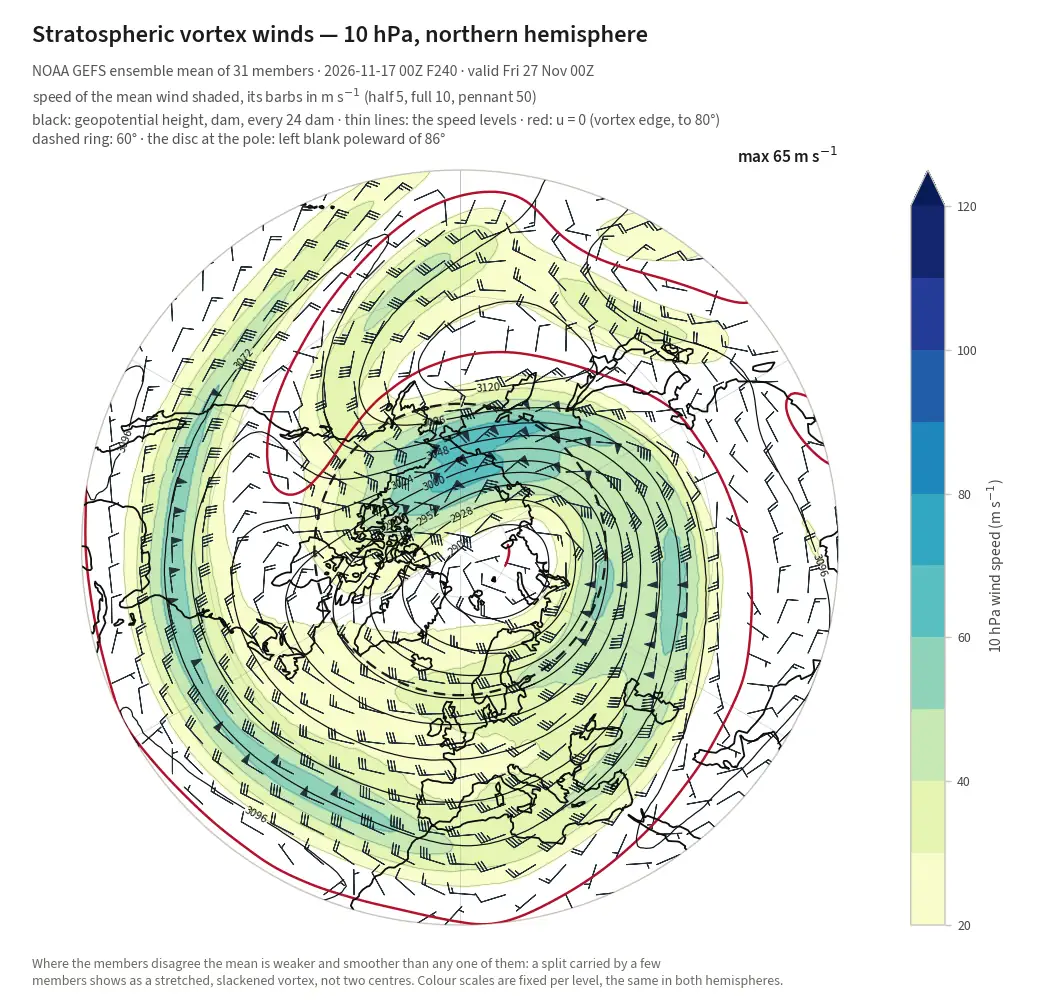 Stratospheric vortex winds — 10 hPa, northern hemisphere
NOAA GEFS ensemble mean of 31 members · 2026-11-17 00Z F240 · valid Fri 27 Nov 00Z
speed of the mean wind shaded, its barbs in m s⁻¹ (half 5, full 10, pennant 50)
black: geopotential height, dam, every 24 dam · thin lines: the speed levels · red: u = 0 (vortex edge, to 80°)
dashed ring: 60° · the disc at the pole: left blank poleward of 86°
max 65 m s⁻¹
120
100
80
60
40
20
10 hPa wind speed (m s⁻¹)
3072
3096
3120
3048
3000
2928
3096
3096
Where the members disagree the mean is weaker and smoother than any one of them: a split carried by a few
members shows as a stretched, slackened vortex, not two centres. Colour scales are fixed per level, the same in both hemispheres.